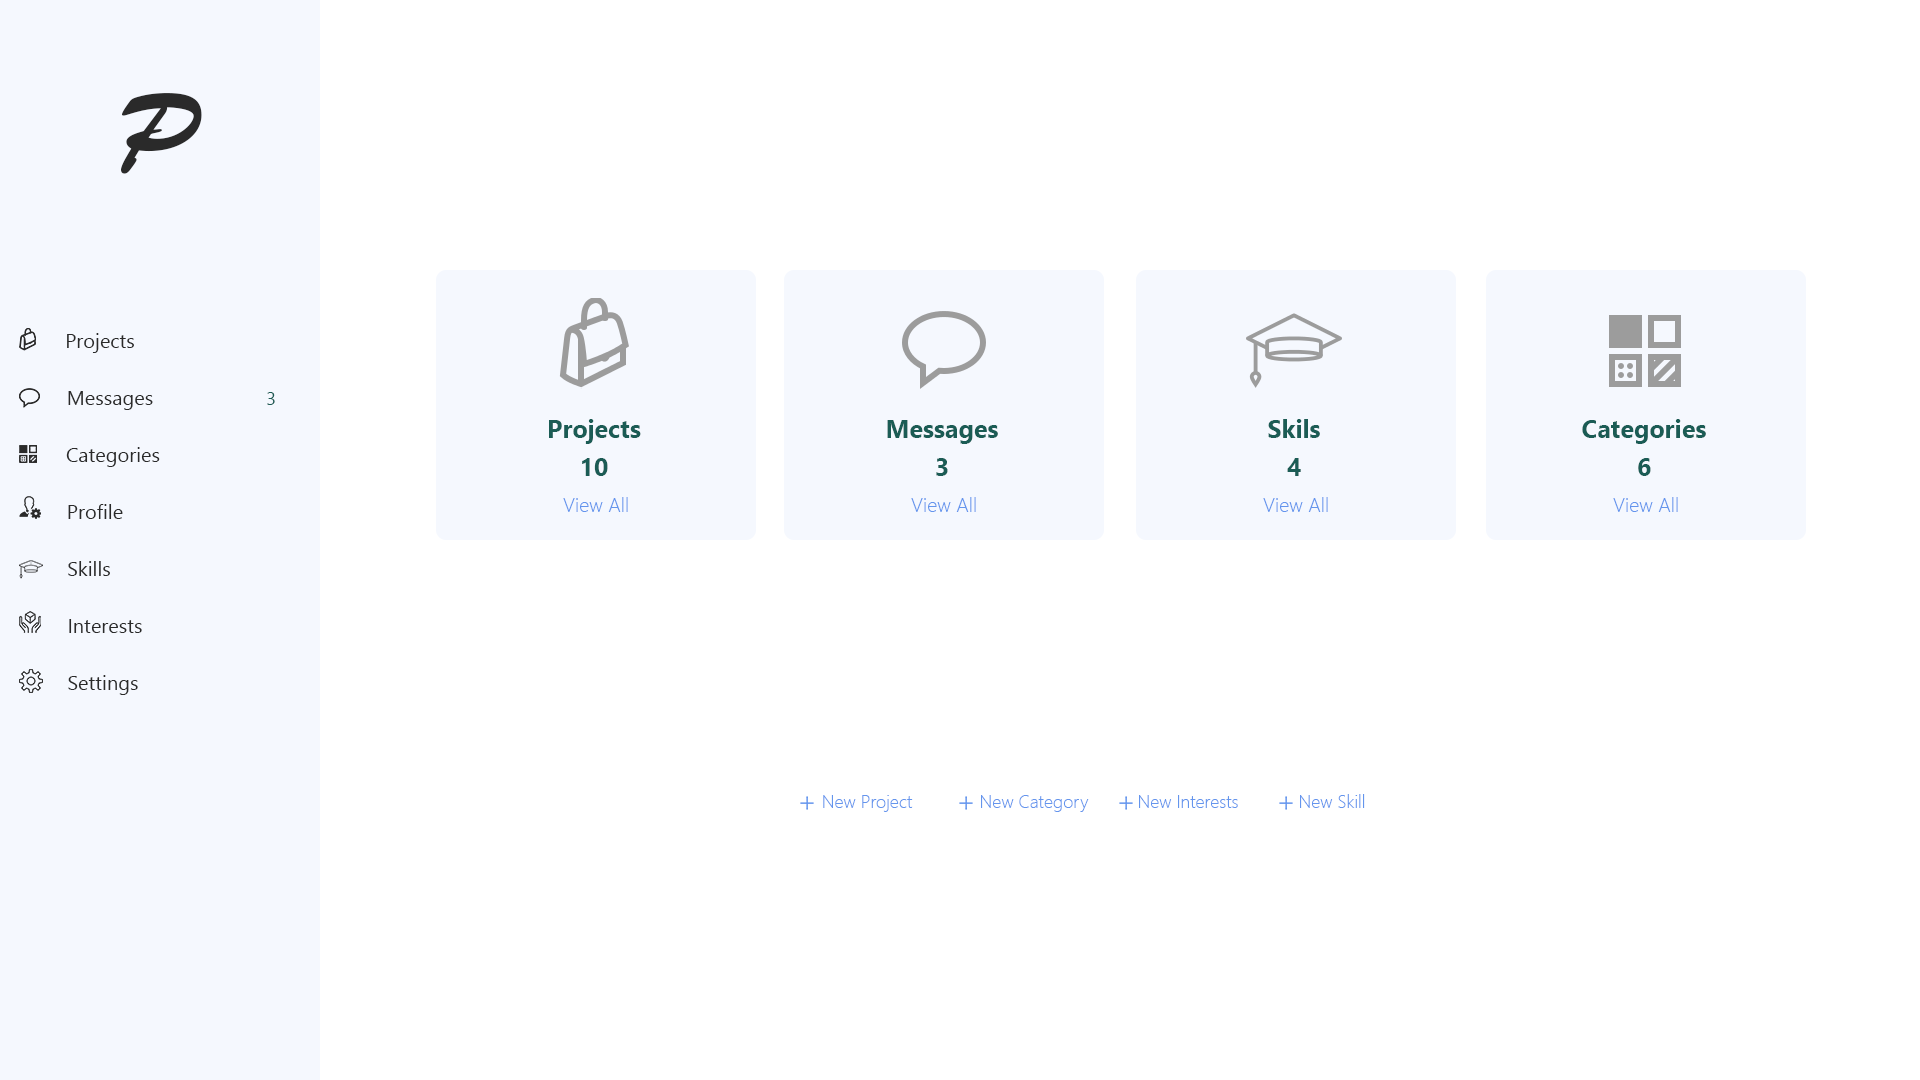 P
Projects
Messages 3
Categories
Profile
Skills
Interests
Settings
Projects
10
View All
Messages
3
View All
Skils
4
View All
Categories
6
View All
+ New Project
+ New Category
+ New Interests
+ New Skill